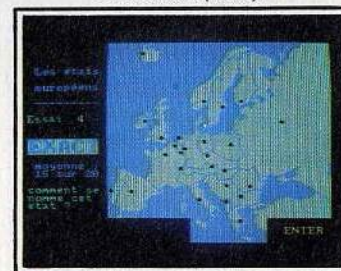 Les états
européens
Essai 4
EXACT
moyenne
15 sur 20
comment se
nomme cet
état ?
ENTER